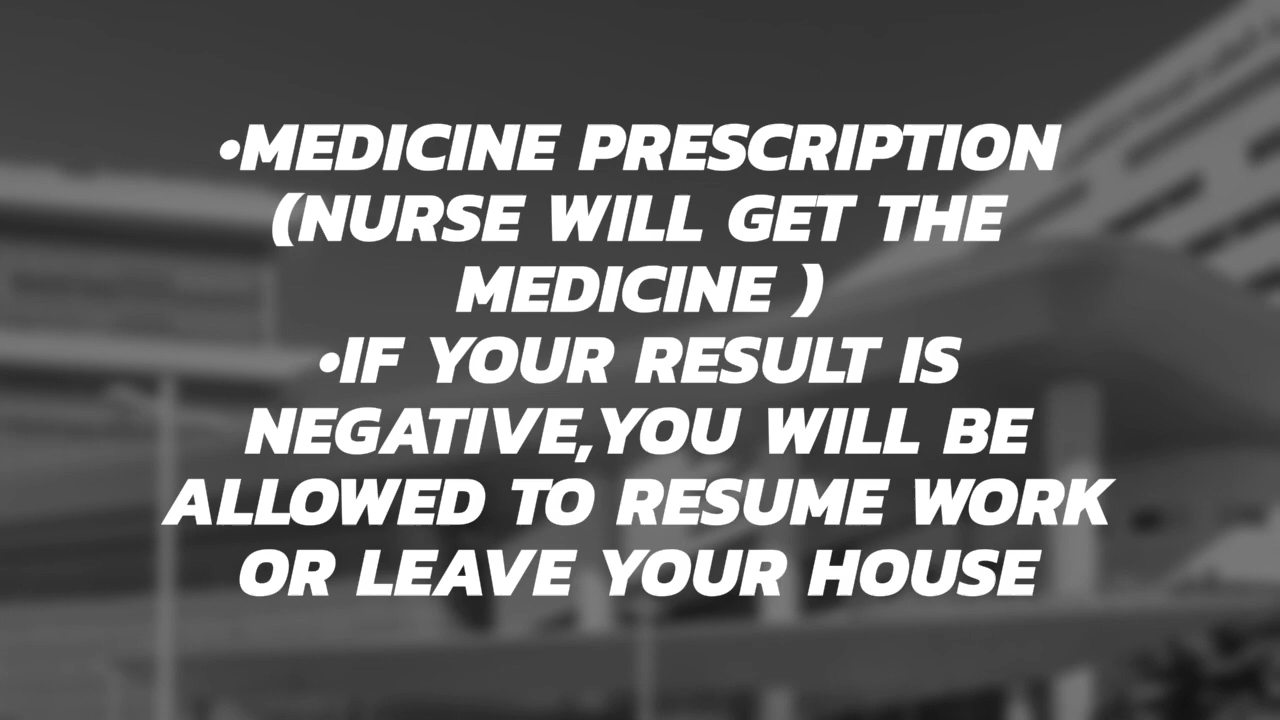 •MEDICINE PRESCRIPTION
(NURSE WILL GET THE
MEDICINE )
•IF YOUR RESULT IS
NEGATIVE,YOU WILL BE
ALLOWED TO RESUME WORK
OR LEAVE YOUR HOUSE